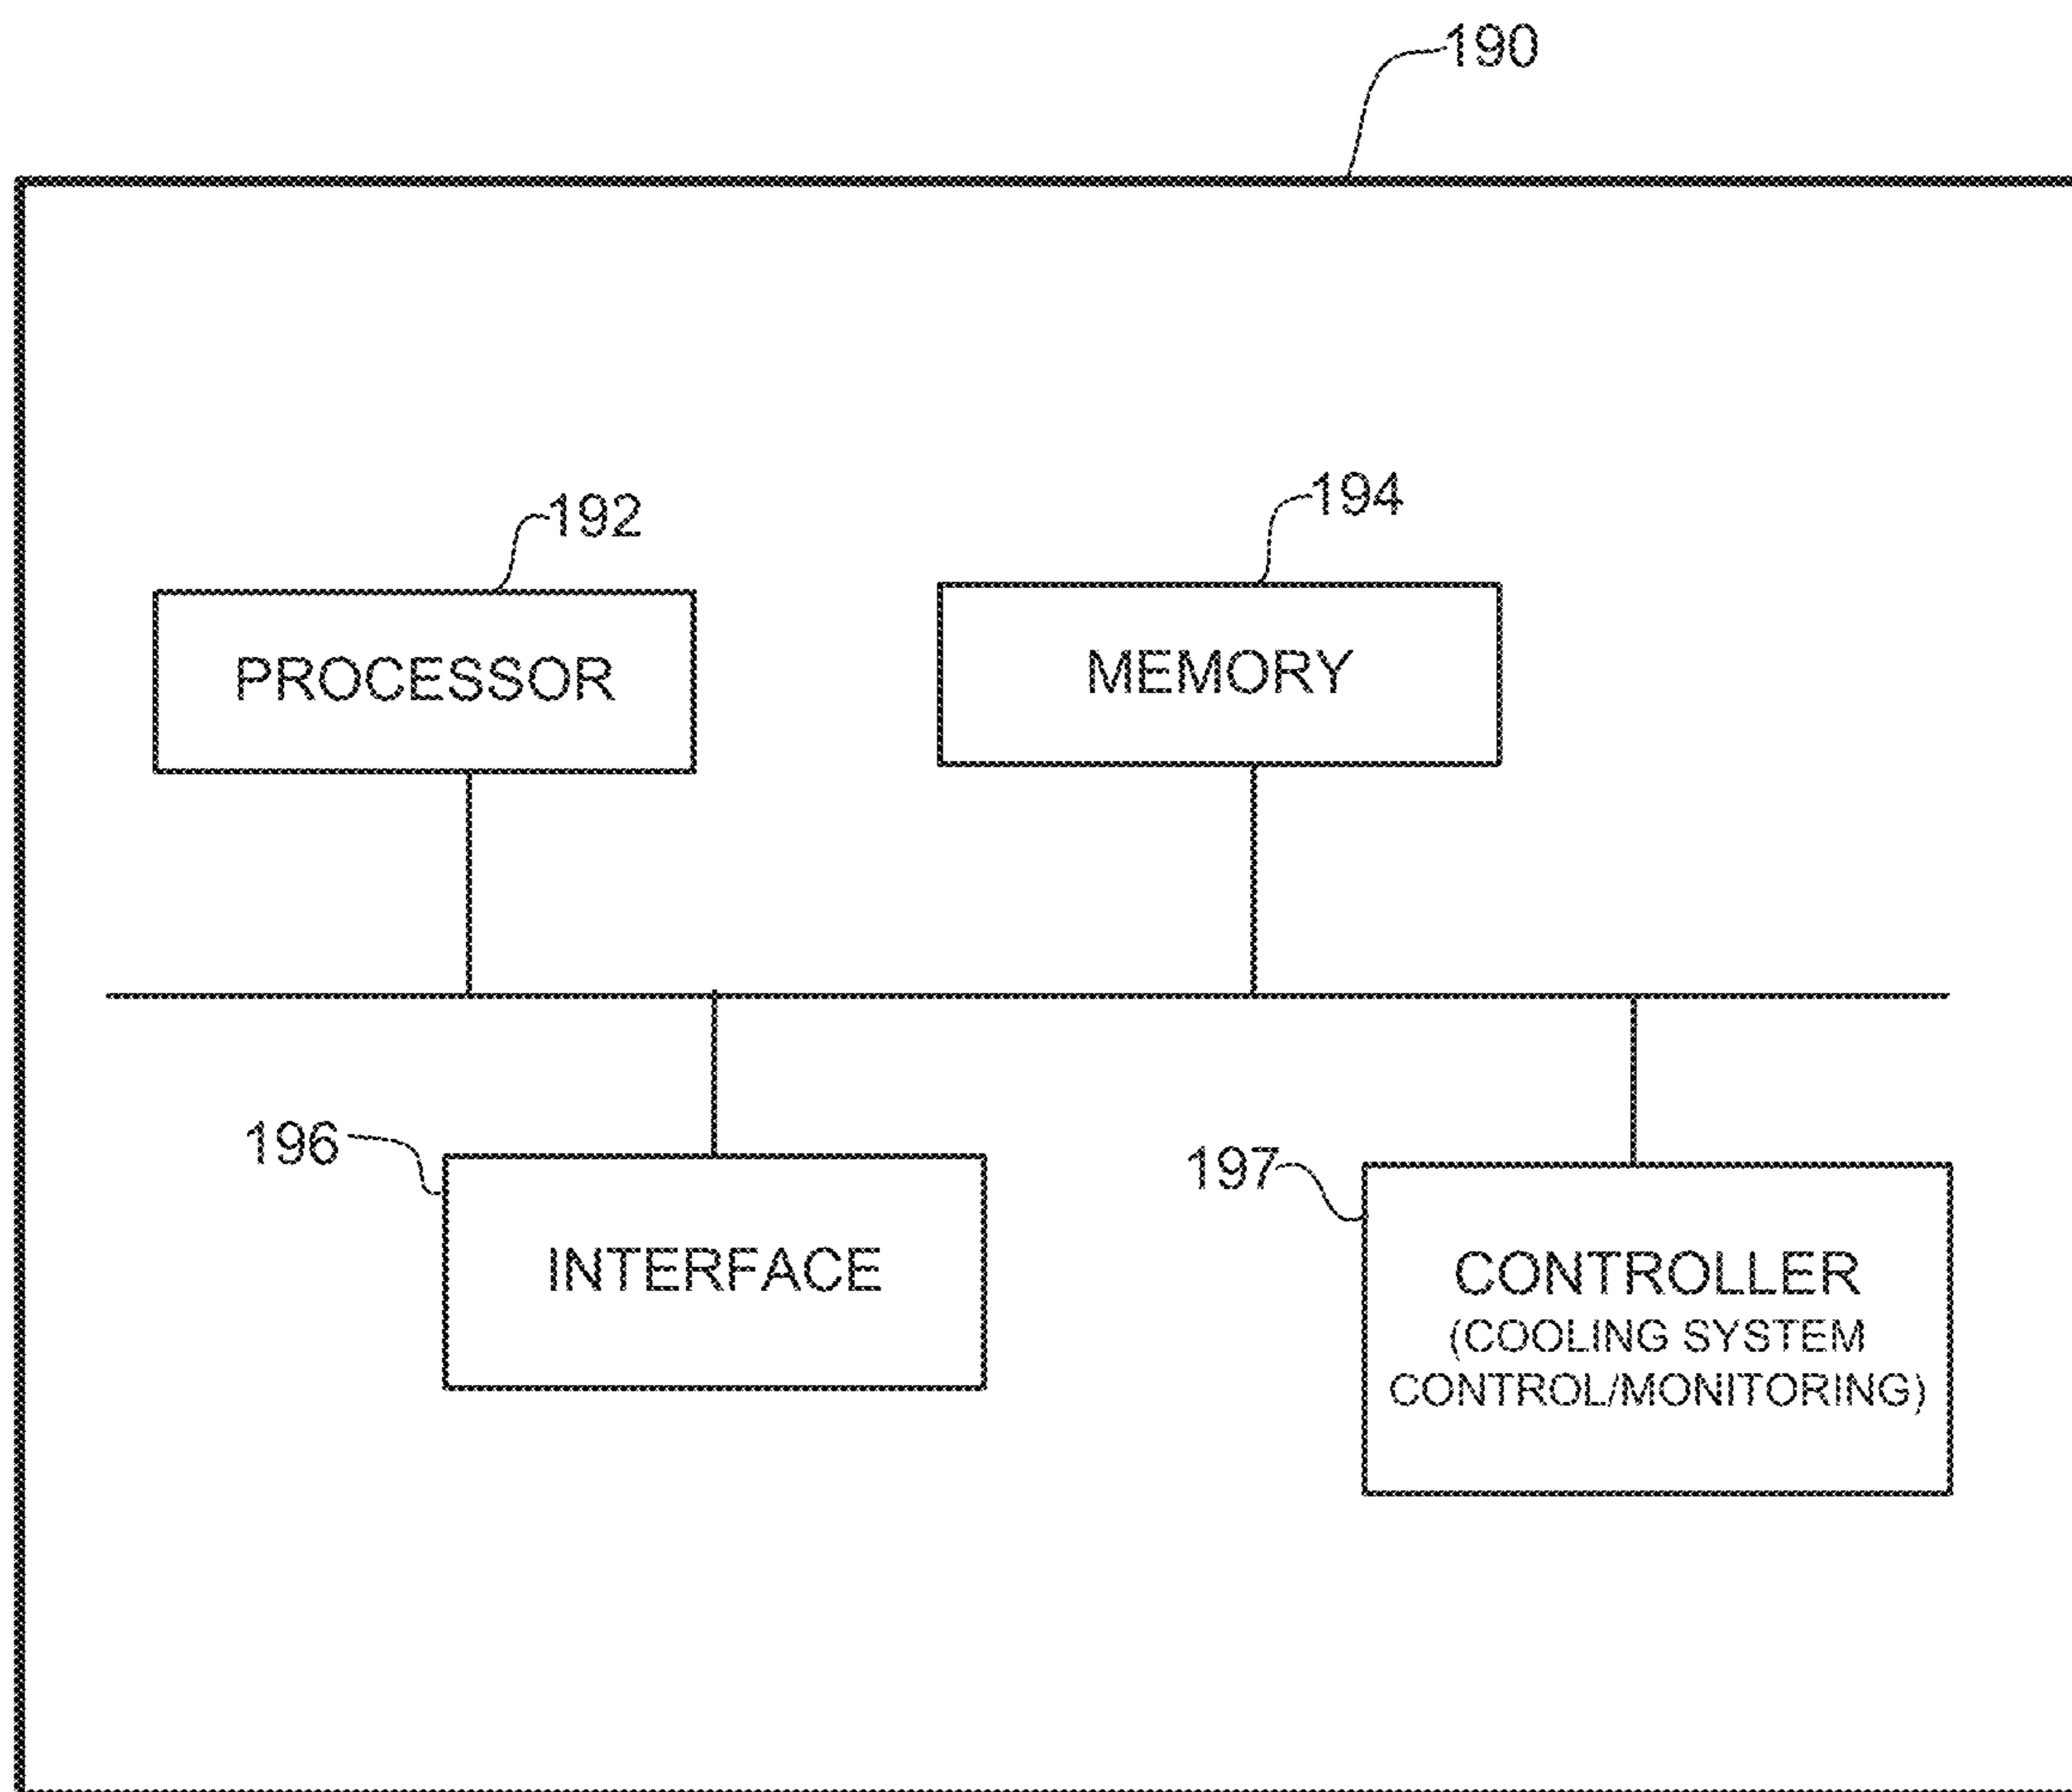 190
192
194
PROCESSOR
MEMORY
196
197
INTERFACE
CONTROLLER
(COOLING SYSTEM
CONTROL/MONITORING)